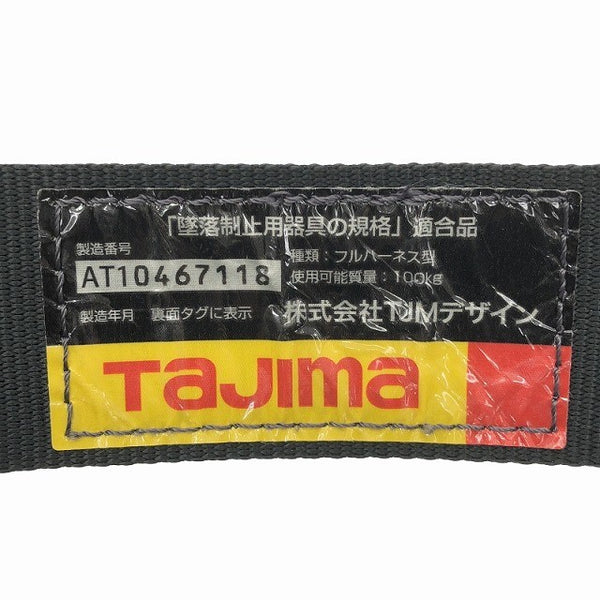 「墜落制止用器具の規格」適合品
製造番号
AT10467118
種類：フルハーネス型
使用可能質量：100kg
製造年月 裏面タグに表示
株式会社TJMデザイン
TaJIma